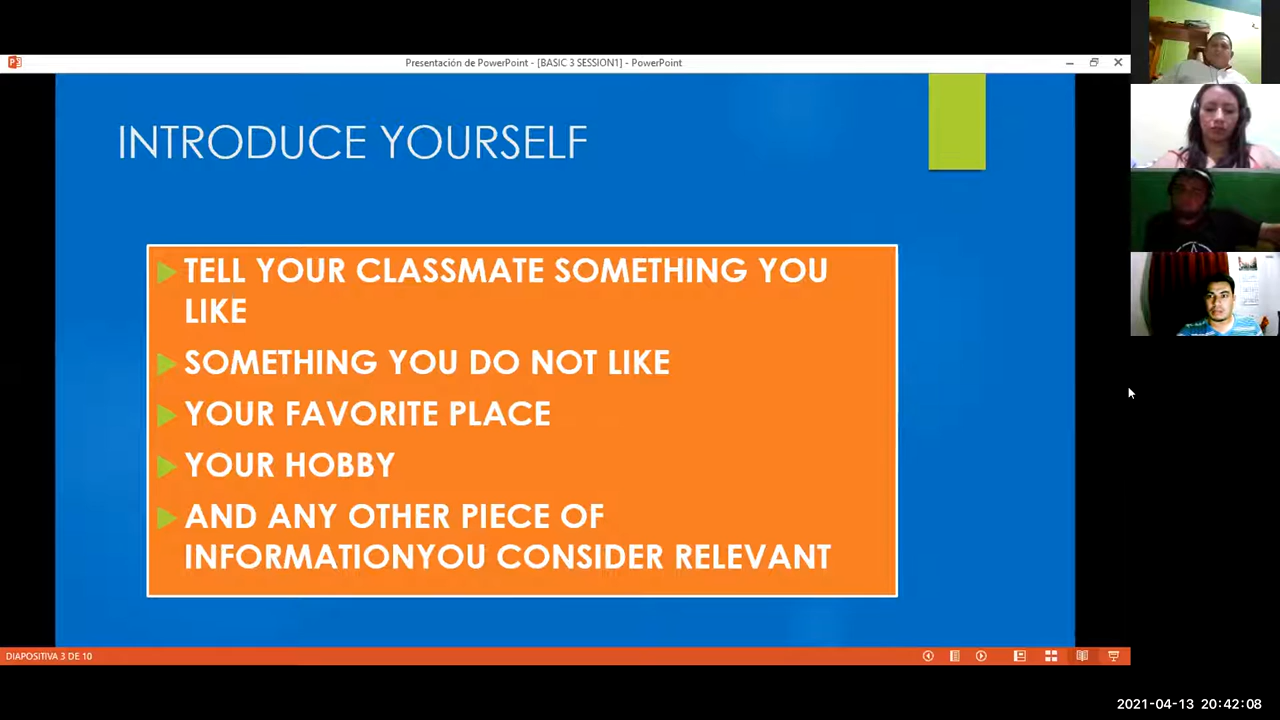 Presentación de PowerPoint - [BASIC 3 SESSION1] - PowerPoint
INTRODUCE YOURSELF
TELL YOUR CLASSMATE SOMETHING YOU
LIKE
SOMETHING YOU DO NOT LIKE
YOUR FAVORITE PLACE
YOUR HOBBY
AND ANY OTHER PIECE OF
INFORMATIONYOU CONSIDER RELEVANT
DIAPOSITIVA 3 DE 10
2021-04-13 20:42:08